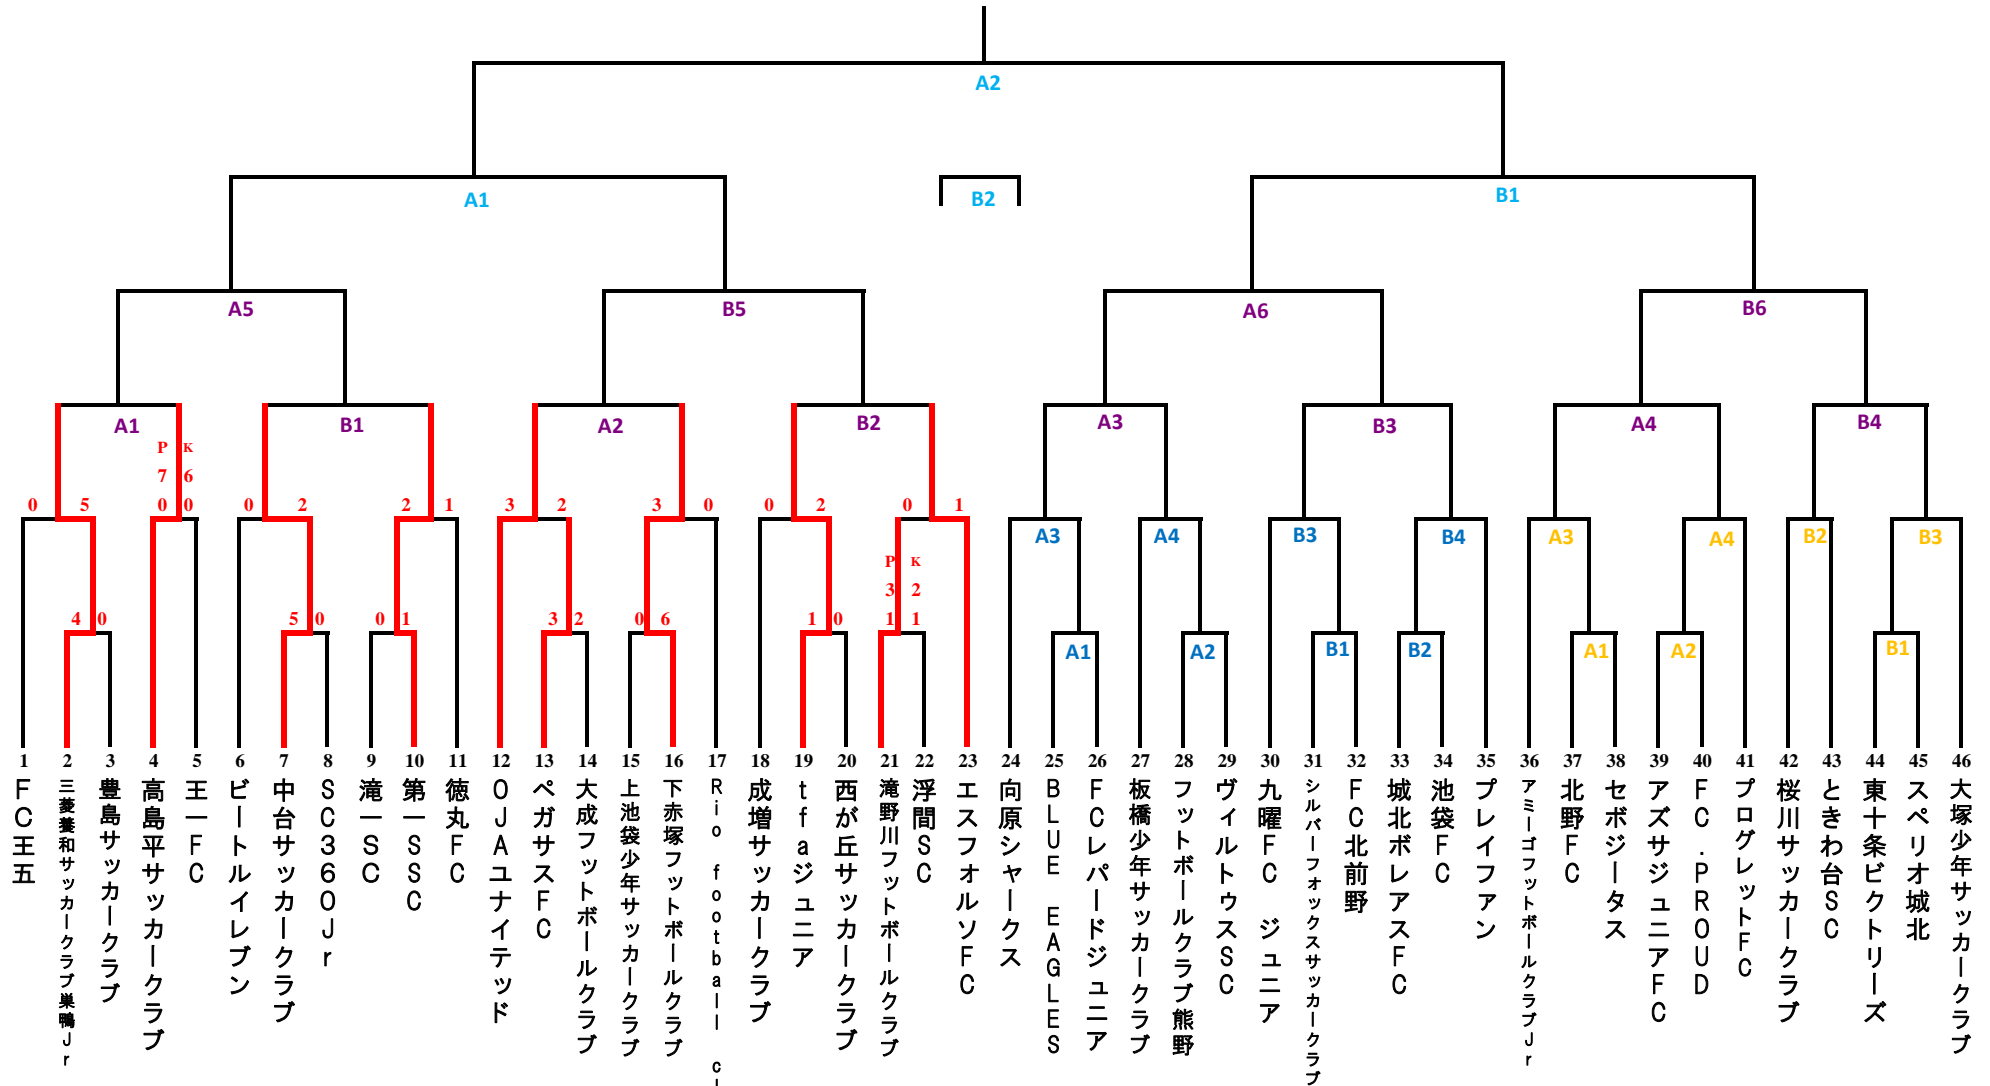 A2
A1
B2
B1
A5
B5
A6
B6
A1
B1
A2
B2
A3
B3
A4
B4
P K
7 6
0 5
0 0
0 2
2 1
3 2
3 0
0 2
0 1
A3
A4
B3
B4
A3
A4
B2
B3
P K
3 2
4 0
5 0
0 1
3 2
0 6
1 0
1 1
A1
A2
B1
B2
A1
A2
B1
1 FC王五
2 三菱養和サッカークラブ巣鴨Jr
3 豊島サッカークラブ
4 高島平サッカークラブ
5 王一FC
6 ビートルイレブン
7 中台サッカークラブ
8 SC36OJr
9 滝一SC
10 第一SSC
11 徳丸FC
12 OJAユナイテッド
13 ペガサスFC
14 大成フットボールクラブ
15 上池袋少年サッカークラブ
16 下赤塚フットボールクラブ
17 Rio football cl
18 成増サッカークラブ
19 tfaジュニア
20 西が丘サッカークラブ
21 滝野川フットボールクラブ
22 浮間SC
23 エスフォルソFC
24 向原シャークス
25 BLUE EAGLES
26 FCレパードジュニア
27 板橋少年サッカークラブ
28 フットボールクラブ熊野
29 ヴィルトゥスSC
30 九曜FC ジュニア
31 シルバーフォックスサッカークラブ
32 FC北前野
33 城北ボレアスFC
34 池袋FC
35 プレイファン
36 アミーゴフットボールクラブJr
37 北野FC
38 セボジータス
39 アズサジュニアFC
40 FC.PROUD
41 プログレットFC
42 桜川サッカークラブ
43 ときわ台SC
44 東十条ビクトリーズ
45 スペリオ城北
46 大塚少年サッカークラブ